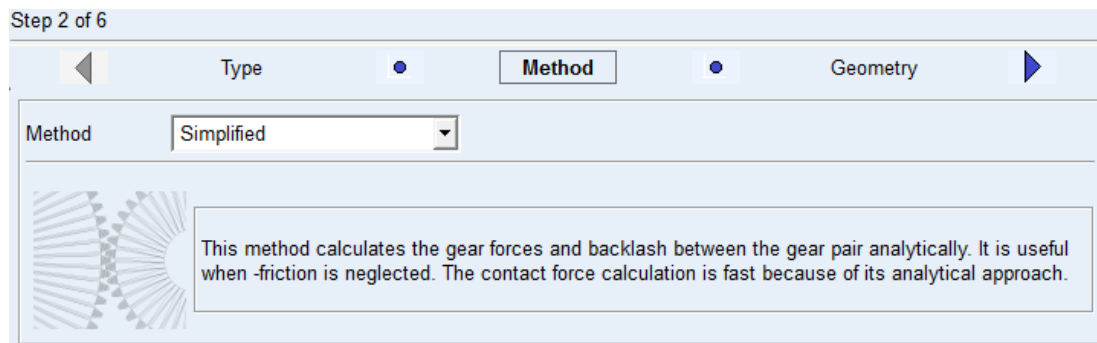 Step 2 of 6
Type Method Geometry
Method Simplified
This method calculates the gear forces and backlash between the gear pair analytically. It is useful
when -friction is neglected. The contact force calculation is fast because of its analytical approach.